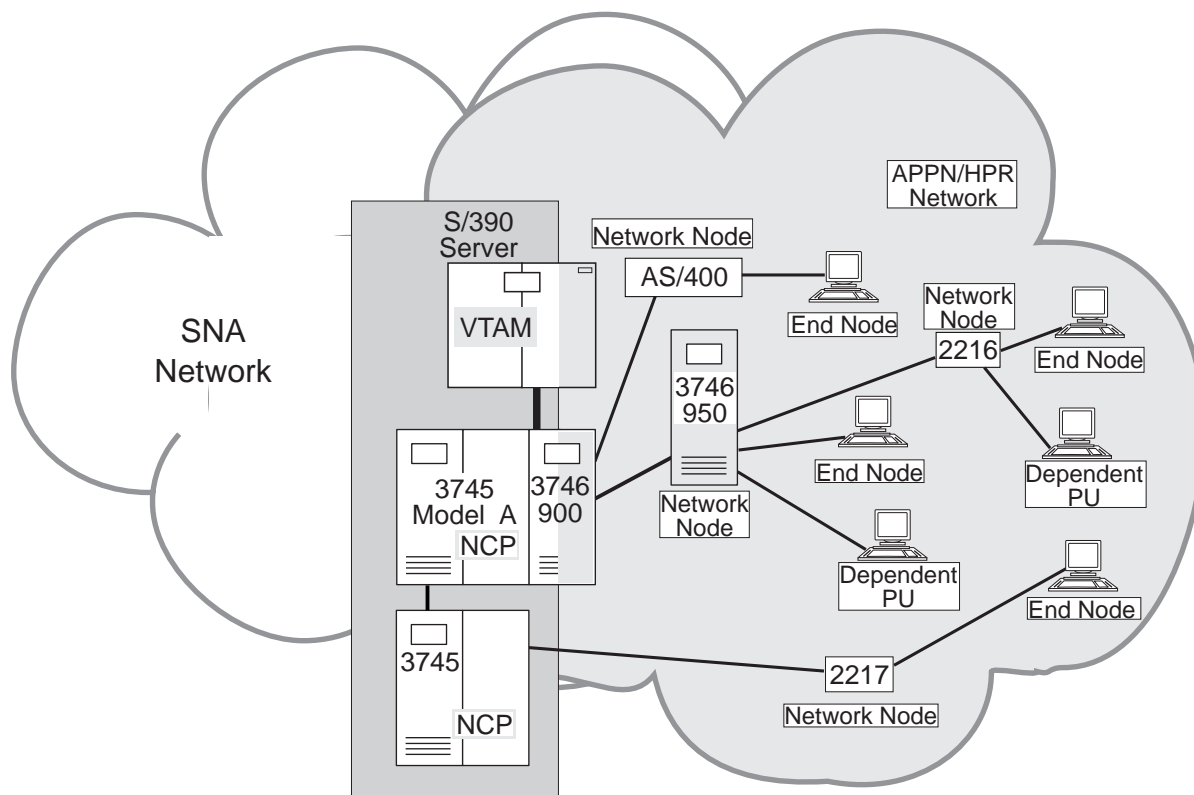 APPN/HPR
Network
S/390
Server
Network Node
AS/400
End Node
VTAM
SNA
Network
Network
Node
2216
End Node
3746
950
Network
Node
End Node
Dependent
PU
3745
Model A
NCP
3746
900
Dependent
PU
End Node
3745
NCP
2217
Network Node